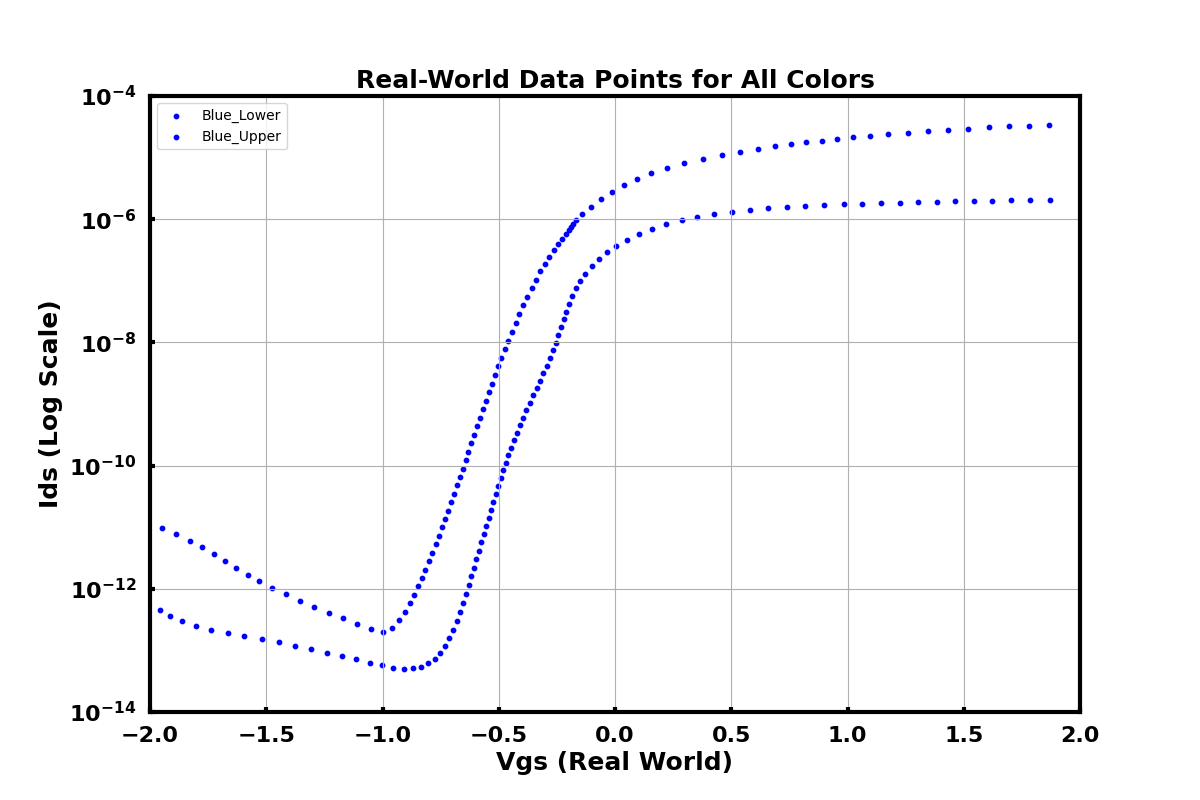 Real-World Data Points for All Colors
Blue_Lower
Blue_Upper
Ids (Log Scale)
10⁻⁴
10⁻⁶
10⁻⁸
10⁻¹⁰
10⁻¹²
10⁻¹⁴
−2.0 −1.5 −1.0 −0.5 0.0 0.5 1.0 1.5 2.0
Vgs (Real World)